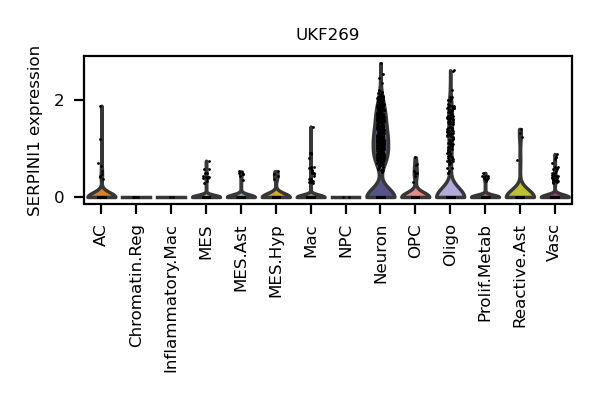 UKF269
SERPINI1 expression
2
0
AC
Chromatin.Reg
Inflammatory.Mac
MES
MES.Ast
MES.Hyp
Mac
NPC
Neuron
OPC
Oligo
Prolif.Metab
Reactive.Ast
Vasc